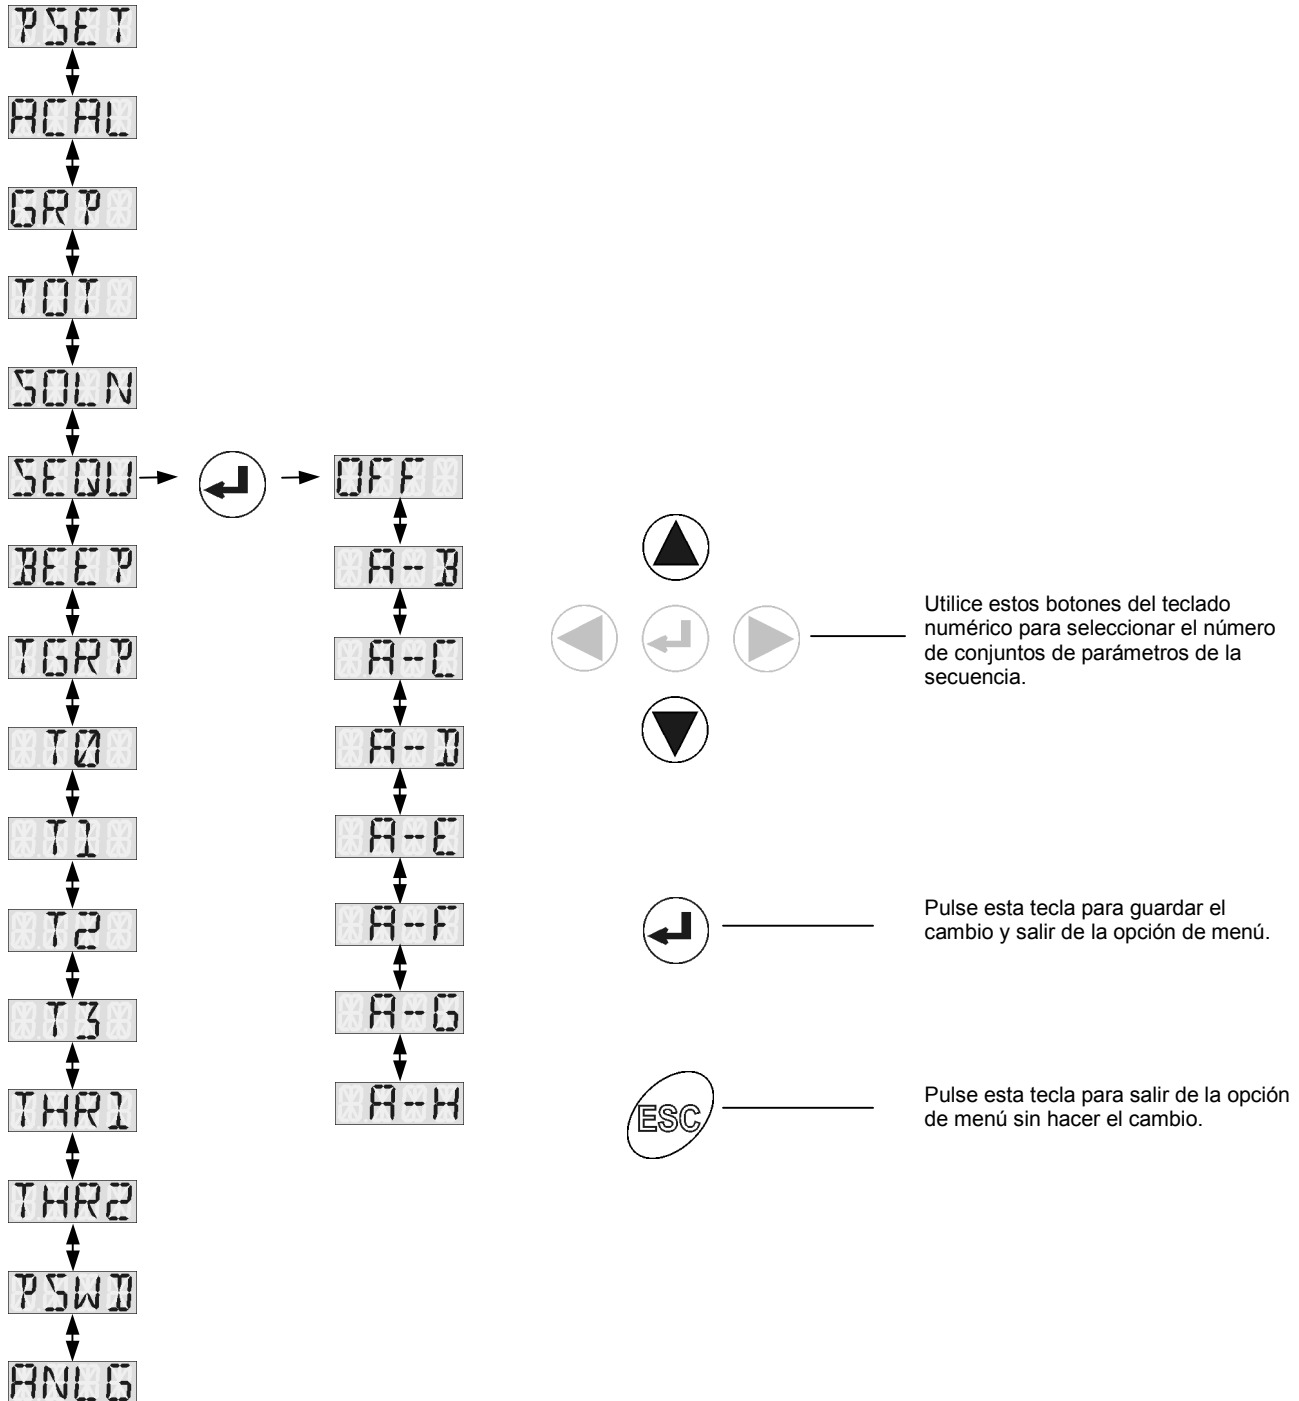 PSET
ACAL
GRP
TOT
SOLN
SEQU
BEEP
TGRP
T0
T1
T2
T3
THR1
THR2
PSWD
ANLG
OFF
A-B
A-C
A-D
A-E
A-F
A-G
A-H
Utilice estos botones del teclado
numérico para seleccionar el número
de conjuntos de parámetros de la
secuencia.
Pulse esta tecla para guardar el
cambio y salir de la opción de menú.
ESC
Pulse esta tecla para salir de la opción
de menú sin hacer el cambio.